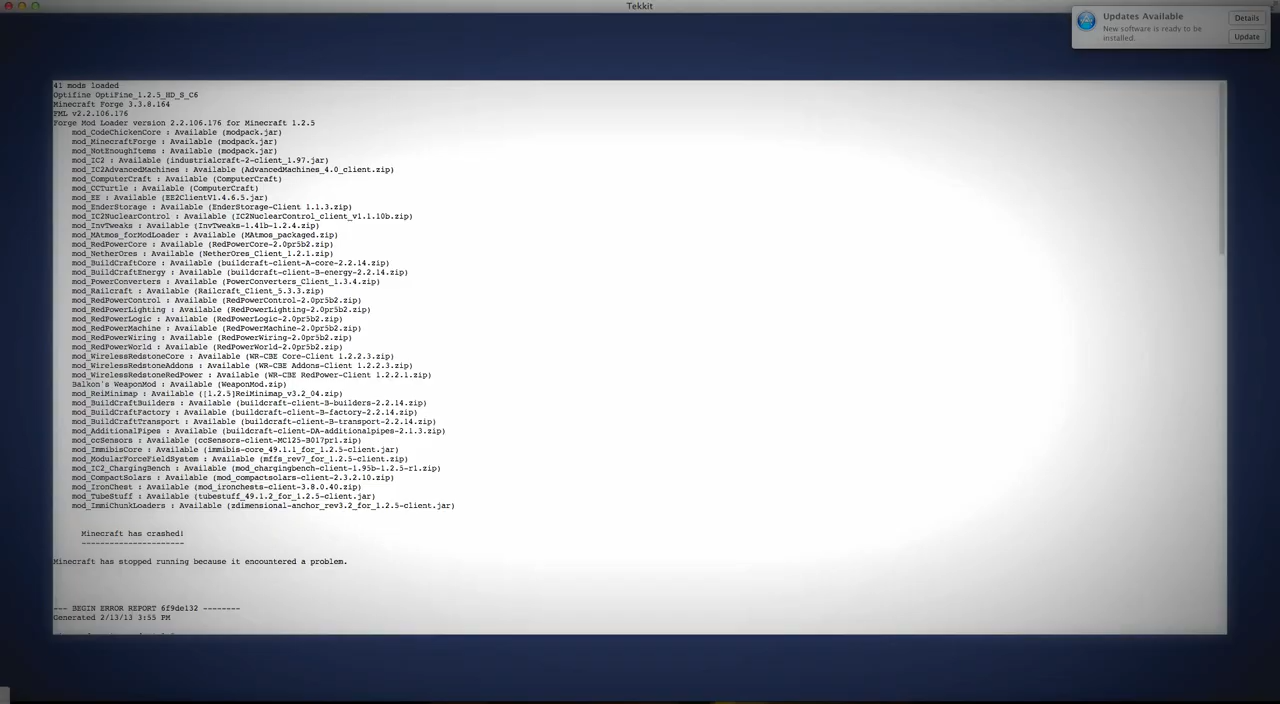 Tekkit
Updates Available
New software is ready to be
installed.
Details
Update
41 mods loaded
Optifine OptiFine_1.2.5_HD_S_C6
Minecraft Forge 3.3.8.164
FML v2.2.106.176
Forge Mod Loader version 2.2.106.176 for Minecraft 1.2.5
mod_CodeChickenCore : Available (modpack.jar)
mod_MinecraftForge : Available (modpack.jar)
mod_NotEnoughItems : Available (modpack.jar)
mod_IC2 : Available (industrialcraft-2-client_1.97.jar)
mod_IC2AdvancedMachines : Available (AdvancedMachines_4.0_client.zip)
mod_ComputerCraft : Available (ComputerCraft)
mod_CCTurtle : Available (ComputerCraft)
mod_EE : Available (EE2ClientV1.4.6.5.jar)
mod_EnderStorage : Available (EnderStorage-Client 1.1.3.zip)
mod_IC2NuclearControl : Available (IC2NuclearControl_client_v1.1.10b.zip)
mod_InvTweaks : Available (InvTweaks-1.41b-1.2.4.zip)
mod_MAtmos_forModLoader : Available (MAtmos_packaged.zip)
mod_RedPowerCore : Available (RedPowerCore-2.0pr5b2.zip)
mod_NetherOres : Available (NetherOres_Client_1.2.1.zip)
mod_BuildCraftCore : Available (buildcraft-client-A-core-2.2.14.zip)
mod_BuildCraftEnergy : Available (buildcraft-client-B-energy-2.2.14.zip)
mod_PowerConverters : Available (PowerConverters_Client_1.3.4.zip)
mod_Railcraft : Available (Railcraft_Client_5.3.3.zip)
mod_RedPowerControl : Available (RedPowerControl-2.0pr5b2.zip)
mod_RedPowerLighting : Available (RedPowerLighting-2.0pr5b2.zip)
mod_RedPowerLogic : Available (RedPowerLogic-2.0pr5b2.zip)
mod_RedPowerMachine : Available (RedPowerMachine-2.0pr5b2.zip)
mod_RedPowerWiring : Available (RedPowerWiring-2.0pr5b2.zip)
mod_RedPowerWorld : Available (RedPowerWorld-2.0pr5b2.zip)
mod_WirelessRedstoneCore : Available (WR-CBE Core-Client 1.2.2.3.zip)
mod_WirelessRedstoneAddons : Available (WR-CBE Addons-Client 1.2.2.3.zip)
mod_WirelessRedstoneRedPower : Available (WR-CBE RedPower-Client 1.2.2.1.zip)
Balkon's WeaponMod : Available (WeaponMod.zip)
mod_ReiMinimap : Available ([1.2.5]ReiMinimap_v3.2_04.zip)
mod_BuildCraftBuilders : Available (buildcraft-client-B-builders-2.2.14.zip)
mod_BuildCraftFactory : Available (buildcraft-client-B-factory-2.2.14.zip)
mod_BuildCraftTransport : Available (buildcraft-client-B-transport-2.2.14.zip)
mod_AdditionalPipes : Available (buildcraft-client-DA-additionalpipes-2.1.3.zip)
mod_ccSensors : Available (ccSensors-client-MC125-B017pr1.zip)
mod_ImmibisCore : Available (immibis-core_49.1.1_for_1.2.5-client.jar)
mod_ModularForceFieldSystem : Available (mffs_rev7_for_1.2.5-client.zip)
mod_IC2_ChargingBench : Available (mod_chargingbench-client-1.95b-1.2.5-r1.zip)
mod_CompactSolars : Available (mod_compactsolars-client-2.3.2.10.zip)
mod_IronChest : Available (mod_ironchests-client-3.8.0.40.zip)
mod_TubeStuff : Available (tubestuff_49.1.2_for_1.2.5-client.jar)
mod_ImmiChunkLoaders : Available (zdimensional-anchor_rev3.2_for_1.2.5-client.jar)
Minecraft has crashed!
----------------------
Minecraft has stopped running because it encountered a problem.
--- BEGIN ERROR REPORT 6f9de132 --------
Generated 2/13/13 3:55 PM